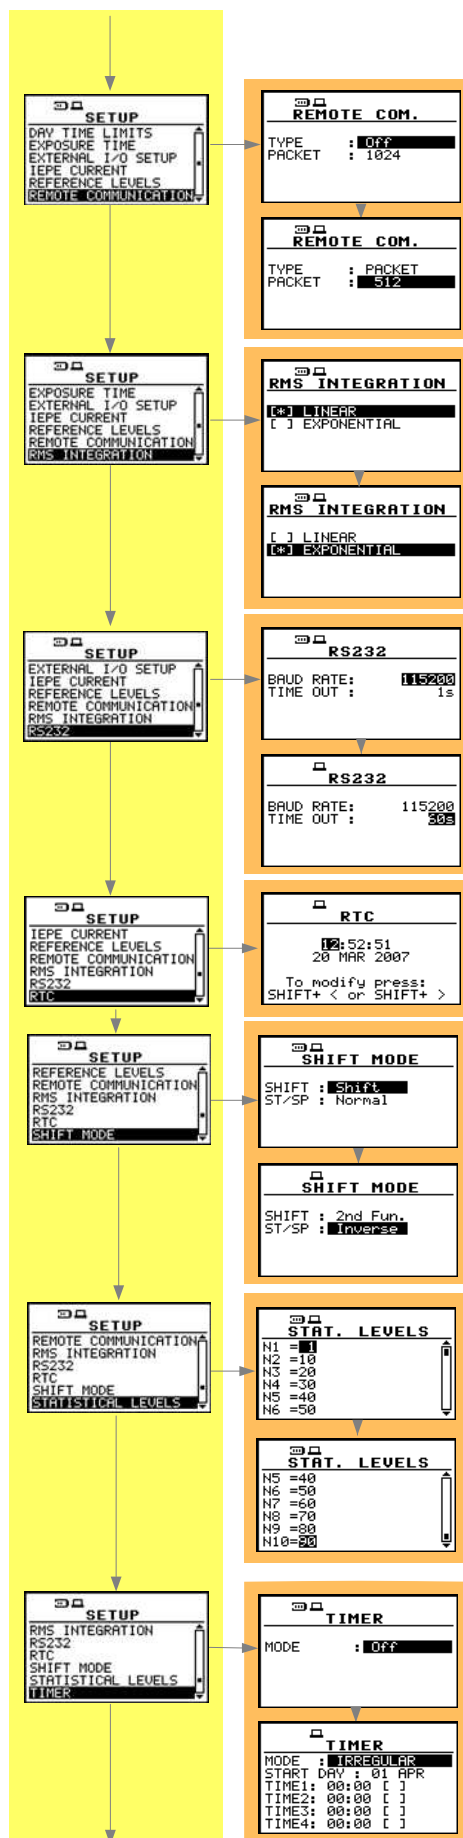 SETUP
DAY TIME LIMITS
EXPOSURE TIME
EXTERNAL I/O SETUP
IEPE CURRENT
REFERENCE LEVELS
REMOTE COMMUNICATION
REMOTE COM.
TYPE : Off
PACKET : 1024
REMOTE COM.
TYPE : PACKET
PACKET : 512
SETUP
EXPOSURE TIME
EXTERNAL I/O SETUP
IEPE CURRENT
REFERENCE LEVELS
REMOTE COMMUNICATION
RMS INTEGRATION
RMS INTEGRATION
[*] LINEAR
[ ] EXPONENTIAL
RMS INTEGRATION
[ ] LINEAR
[*] EXPONENTIAL
SETUP
EXTERNAL I/O SETUP
IEPE CURRENT
REFERENCE LEVELS
REMOTE COMMUNICATION
RMS INTEGRATION
RS232
RS232
BAUD RATE: 115200
TIME OUT : 1s
RS232
BAUD RATE: 115200
TIME OUT : 60s
SETUP
IEPE CURRENT
REFERENCE LEVELS
REMOTE COMMUNICATION
RMS INTEGRATION
RS232
RTC
RTC
12:52:51
20 MAR 2007
To modify press:
SHIFT+ < or SHIFT+ >
SETUP
REFERENCE LEVELS
REMOTE COMMUNICATION
RMS INTEGRATION
RS232
RTC
SHIFT MODE
SHIFT MODE
SHIFT : Shift
ST/SP : Normal
SHIFT MODE
SHIFT : 2nd Fun.
ST/SP : Inverse
SETUP
REMOTE COMMUNICATION
RMS INTEGRATION
RS232
RTC
SHIFT MODE
STATISTICAL LEVELS
STAT. LEVELS
N1 = 1
N2 =10
N3 =20
N4 =30
N5 =40
N6 =50
STAT. LEVELS
N5 =40
N6 =50
N7 =60
N8 =70
N9 =80
N10=90
SETUP
RMS INTEGRATION
RS232
RTC
SHIFT MODE
STATISTICAL LEVELS
TIMER
TIMER
MODE : Off
TIMER
MODE : IRREGULAR
START DAY : 01 APR
TIME1: 00:00 [ ]
TIME2: 00:00 [ ]
TIME3: 00:00 [ ]
TIME4: 00:00 [ ]